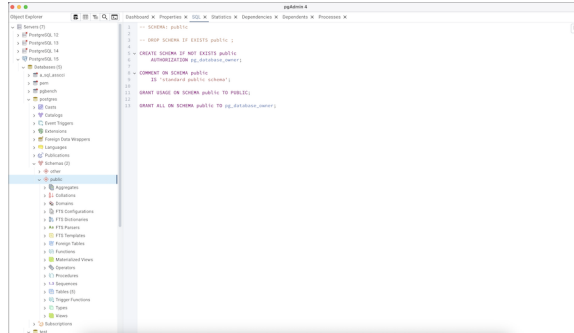 pgAdmin 4
Object Explorer
Dashboard × Properties × SQL × Statistics × Dependencies × Dependents × Processes ×
Servers (?)
PostgreSQL 12
PostgreSQL 13
PostgreSQL 14
PostgreSQL 15
Databases (5)
a_sql_assist
pem
pgbench
postgres
Casts
Catalogs
Event Triggers
Extensions
Foreign Data Wrappers
Languages
Publications
Schemas (2)
other
public
Aggregates
Collations
Domains
FTS Configurations
FTS Dictionaries
FTS Parsers
FTS Templates
Foreign Tables
Functions
Materialized Views
Operators
Procedures
Sequences
Tables (5)
Trigger Functions
Types
Views
Subscriptions
test
1 -- SCHEMA: public
2
3 -- DROP SCHEMA IF EXISTS public ;
4
5 CREATE SCHEMA IF NOT EXISTS public
6 AUTHORIZATION pg_database_owner;
7
8 COMMENT ON SCHEMA public
9 IS 'standard public schema';
10
11 GRANT USAGE ON SCHEMA public TO PUBLIC;
12
13 GRANT ALL ON SCHEMA public TO pg_database_owner;